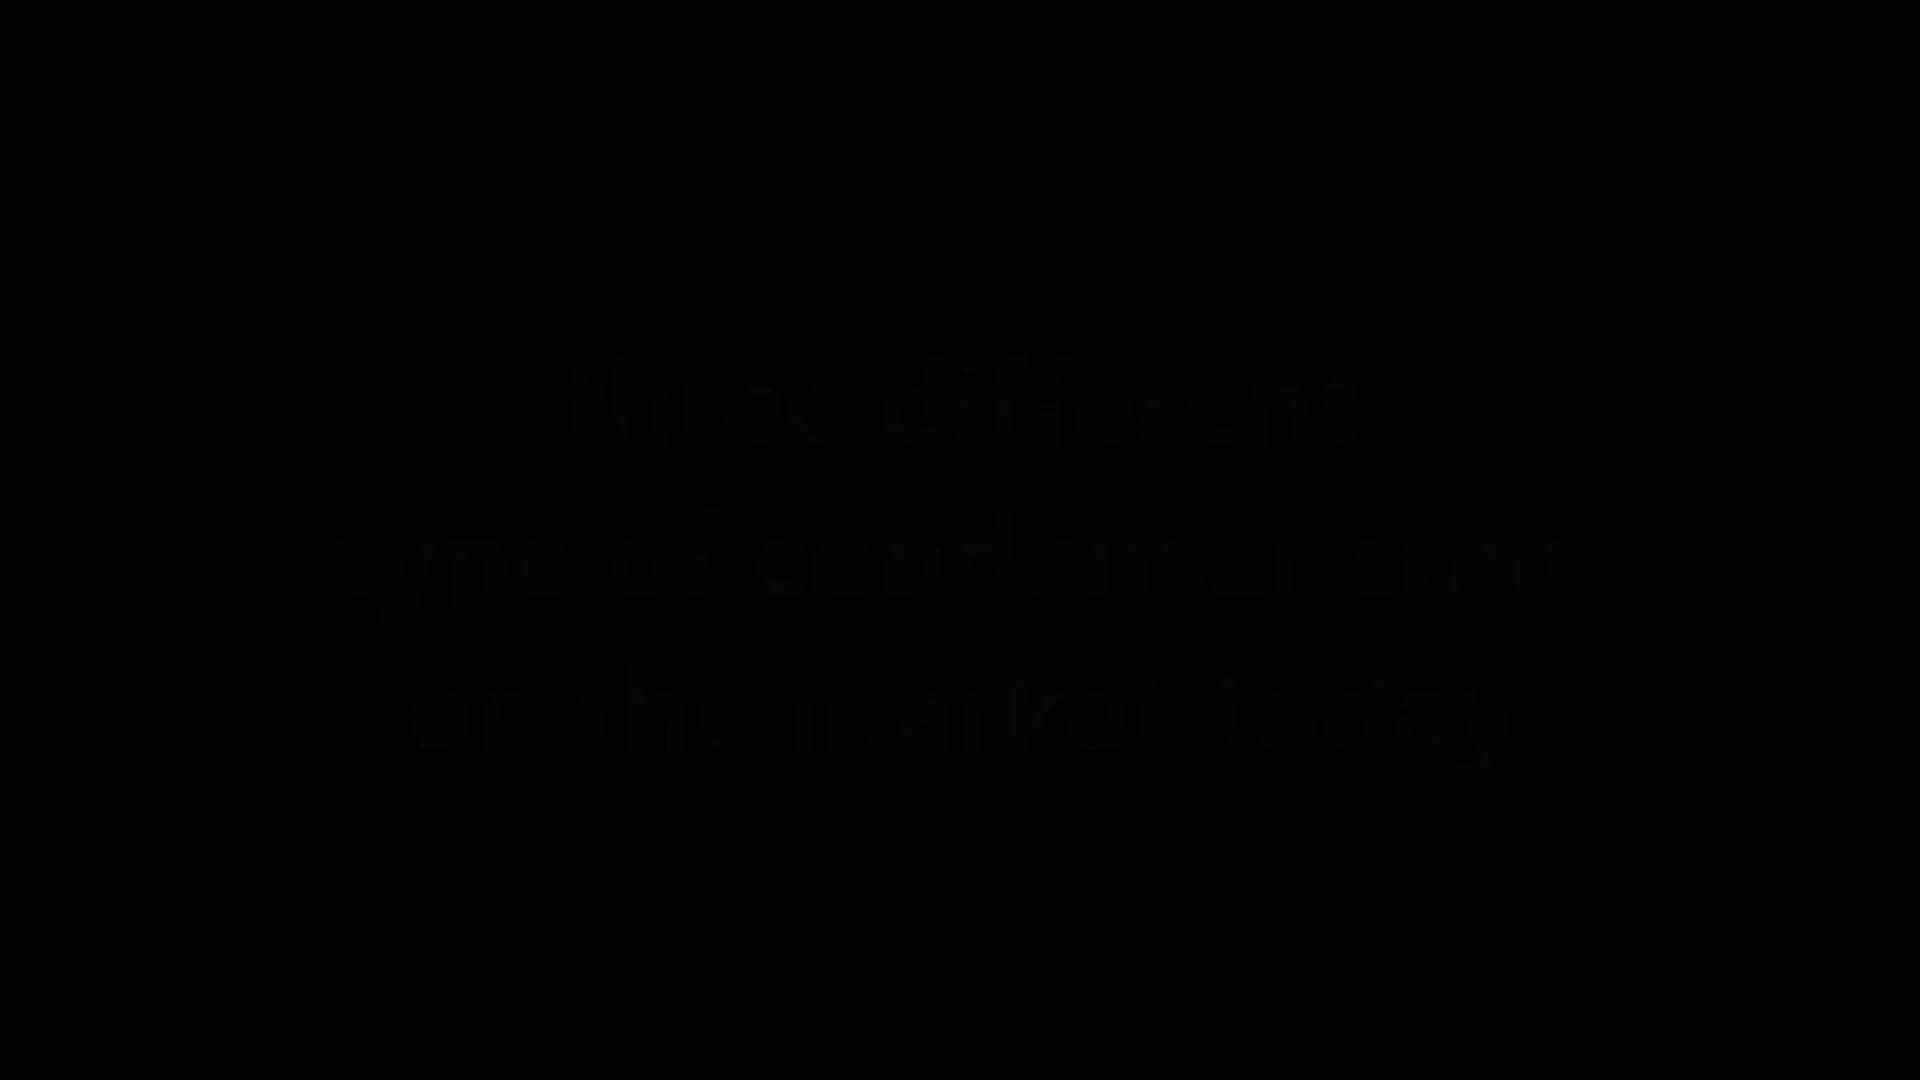 three different
type of condenser coils
on the market today